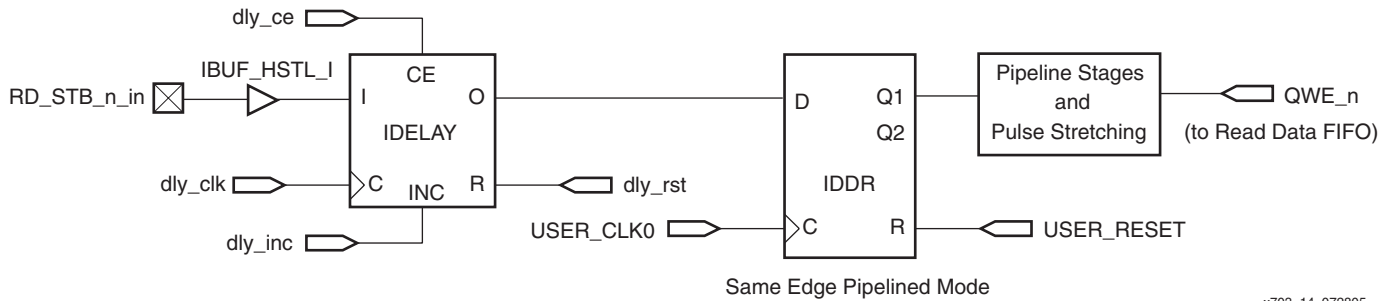 dly_ce
IBUF_HSTL_I
RD_STB_n_in
CE
I
O
IDELAY
dly_clk
C
INC
R
dly_rst
dly_inc
D
Q1
Q2
IDDR
USER_CLK0
C
R
USER_RESET
Pipeline Stages
and
Pulse Stretching
QWE_n
(to Read Data FIFO)
Same Edge Pipelined Mode